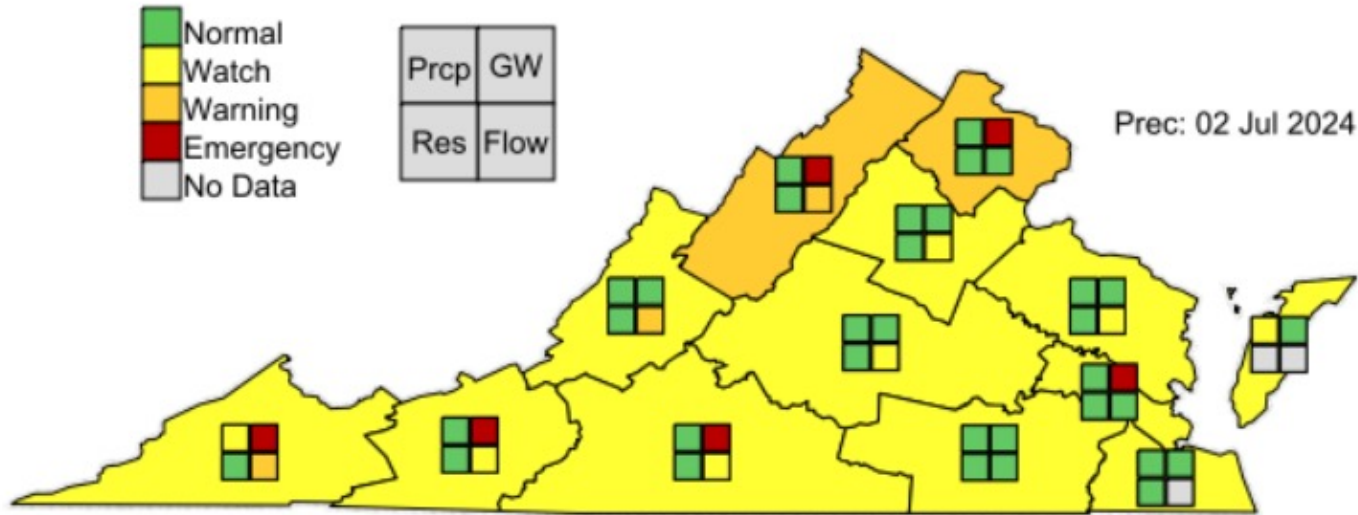 Normal
Watch
Warning
Emergency
No Data
Prcp GW
Res Flow
Prec: 02 Jul 2024